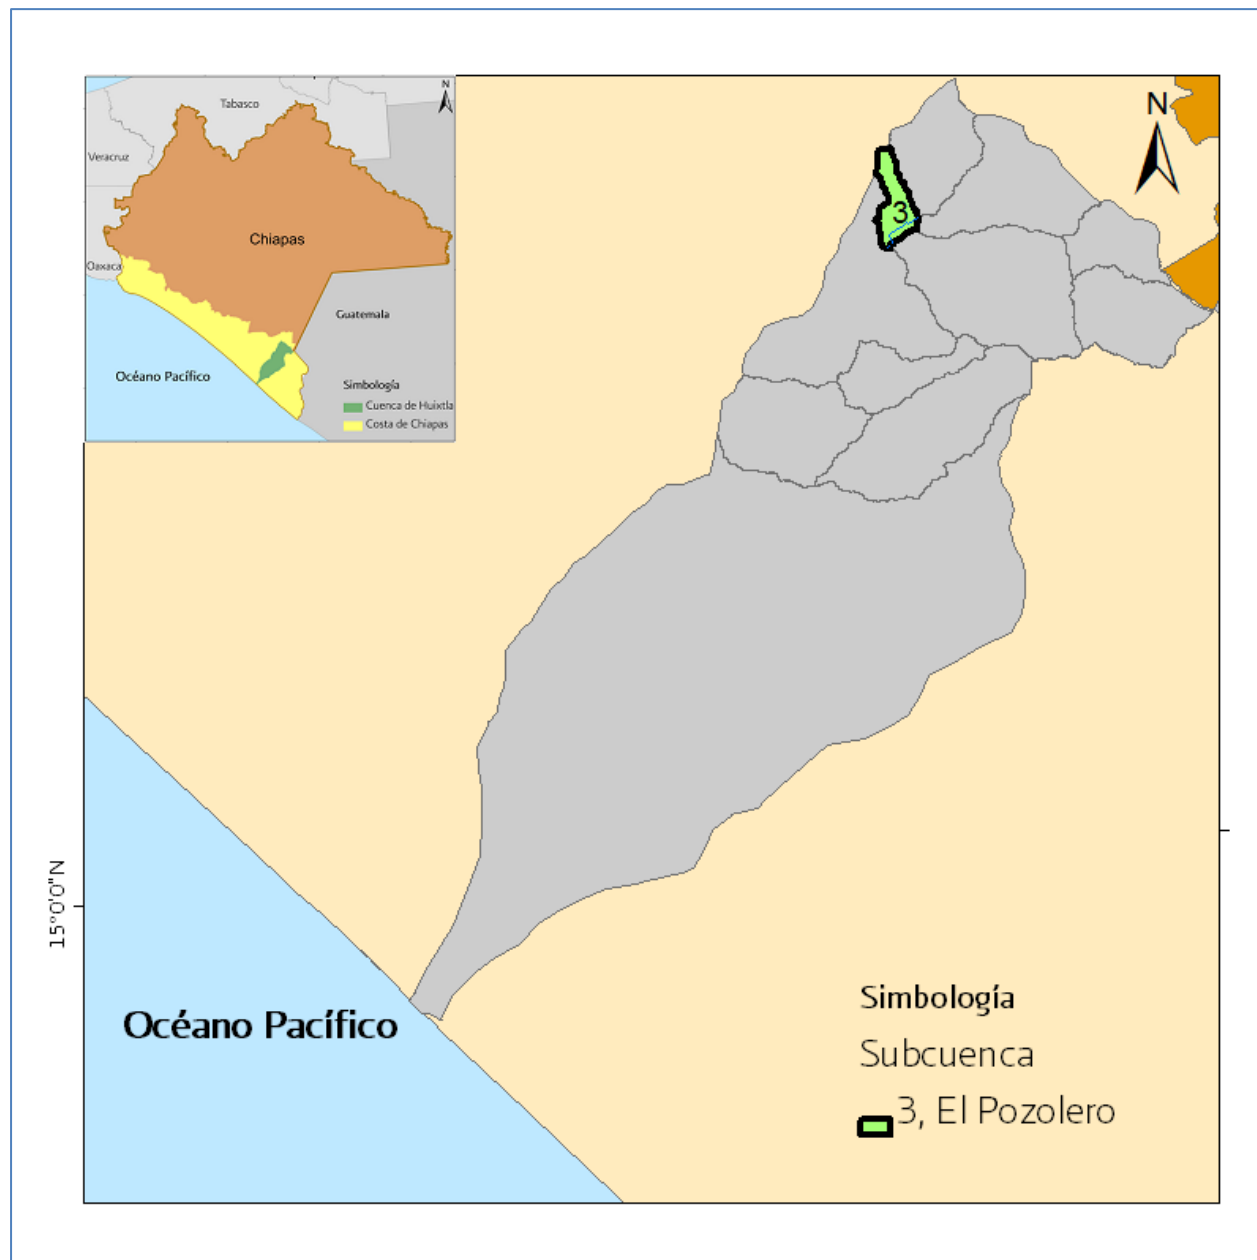 Tabasco
N
Veracruz
Chiapas
Oaxaca
Guatemala
Océano Pacífico
Simbología
Cuenca de Huixtla
Costa de Chiapas
N
3
15°0'0"N
Océano Pacífico
Simbología
Subcuenca
3, El Pozolero